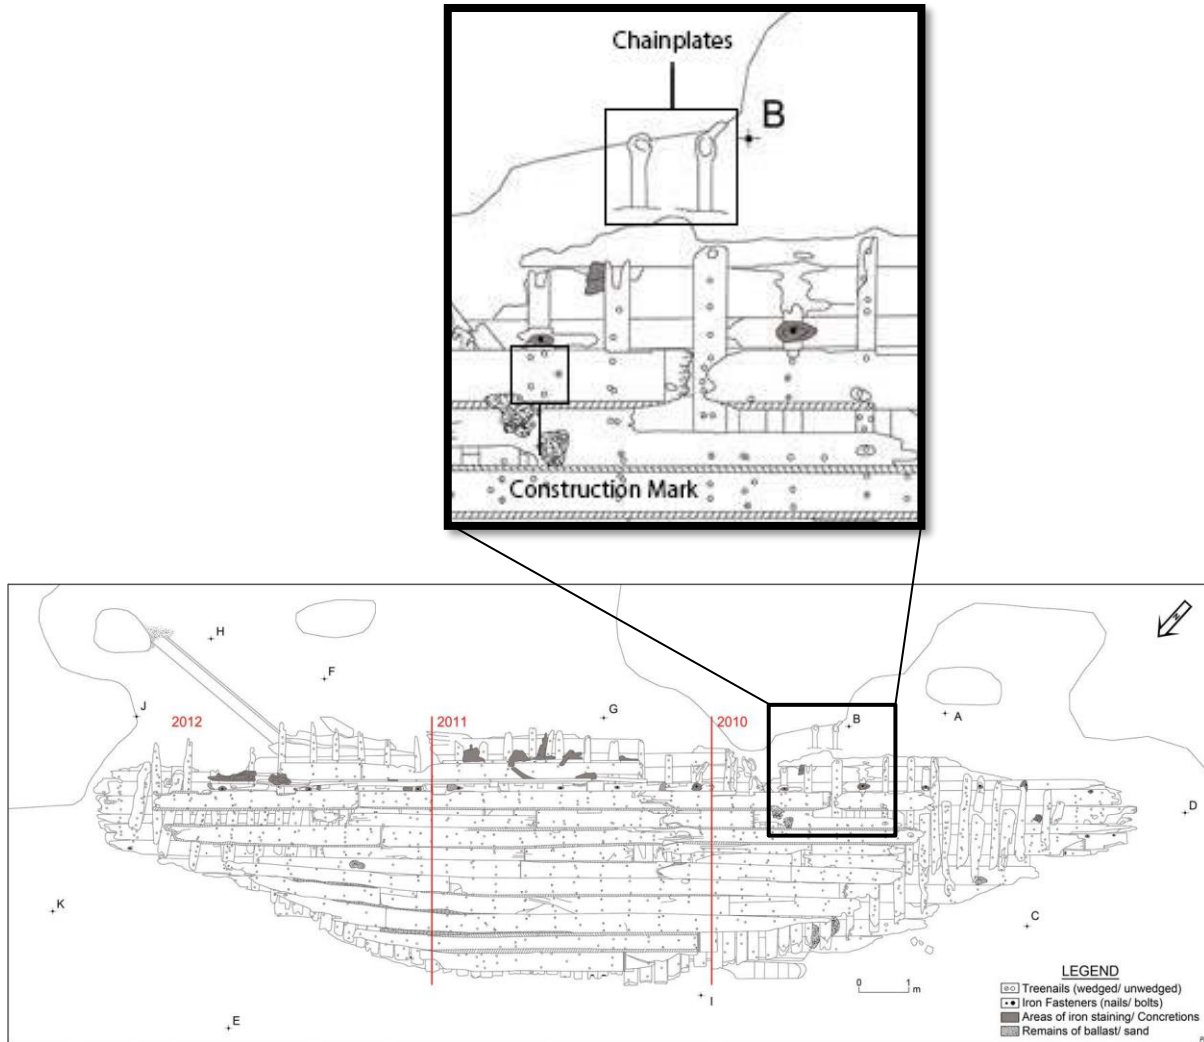 Chainplates
B
Construction Mark
H
F
J
2012
2011
G
2010
B
A
D
K
C
I
E
0 1
m
LEGEND
Treenails (wedged/ unwedged)
Iron Fasteners (nails/ bolts)
Areas of iron staining/ Concretions
Remains of ballast/ sand